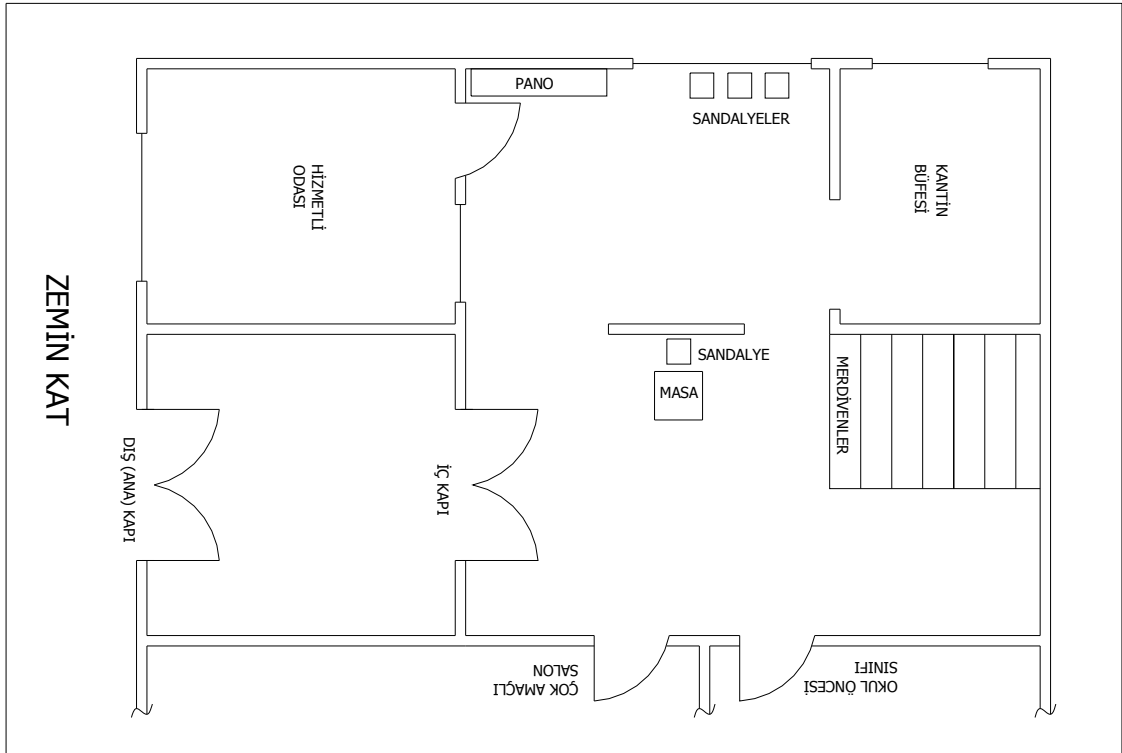 PANO
SANDALYELER
HİZMETLİ
ODASI
KANTİN
BÜFESİ
ZEMİN KAT
SANDALYE
MASA
MERDİVENLER
DIŞ (ANA) KAPI
İÇ KAPI
ÇOK AMAÇLI
SALON
OKUL ÖNCESİ
SINIFI